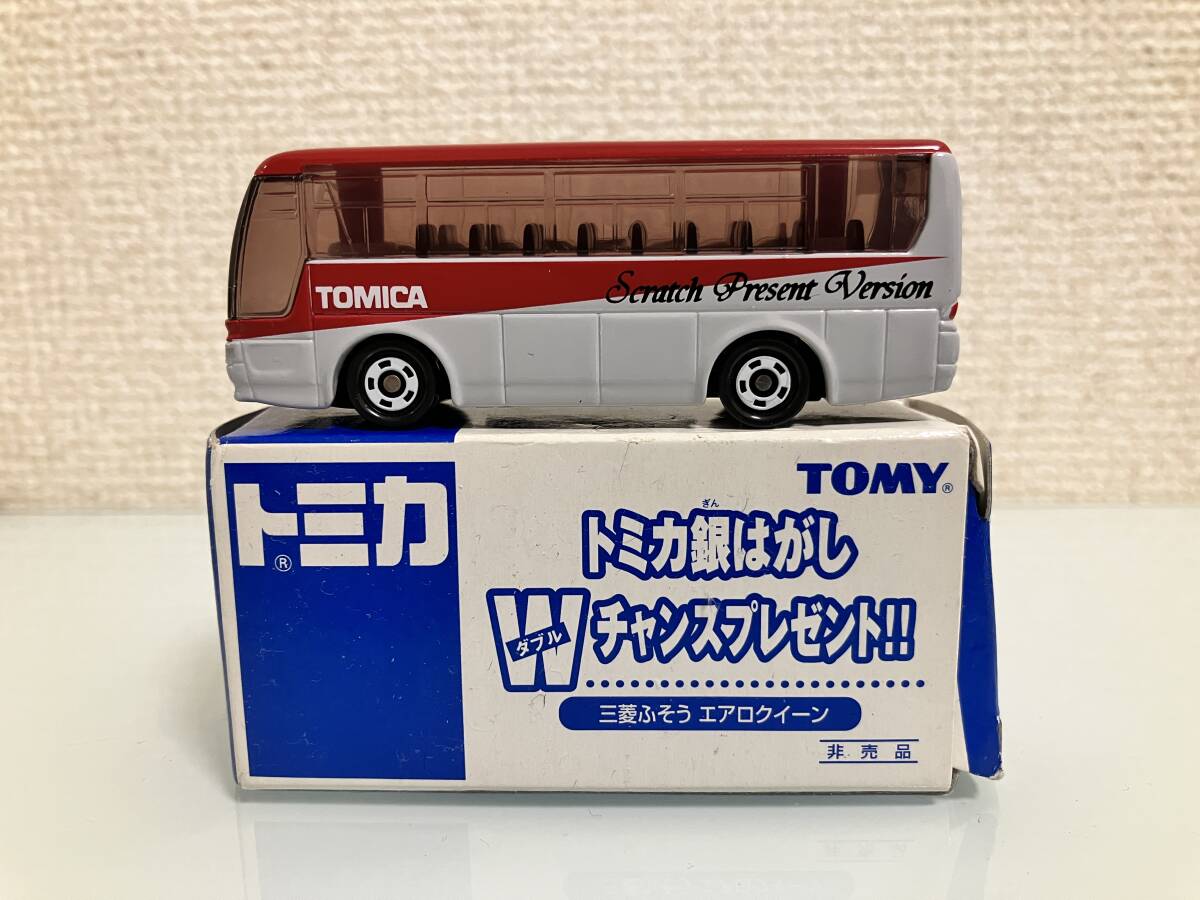 TOMICA
Scratch Present Version
トミカ
®
TOMY®
ぎん
トミカ銀はがし
W
ダブル
チャンスプレゼント!!
三菱ふそう エアロクイーン
非売品